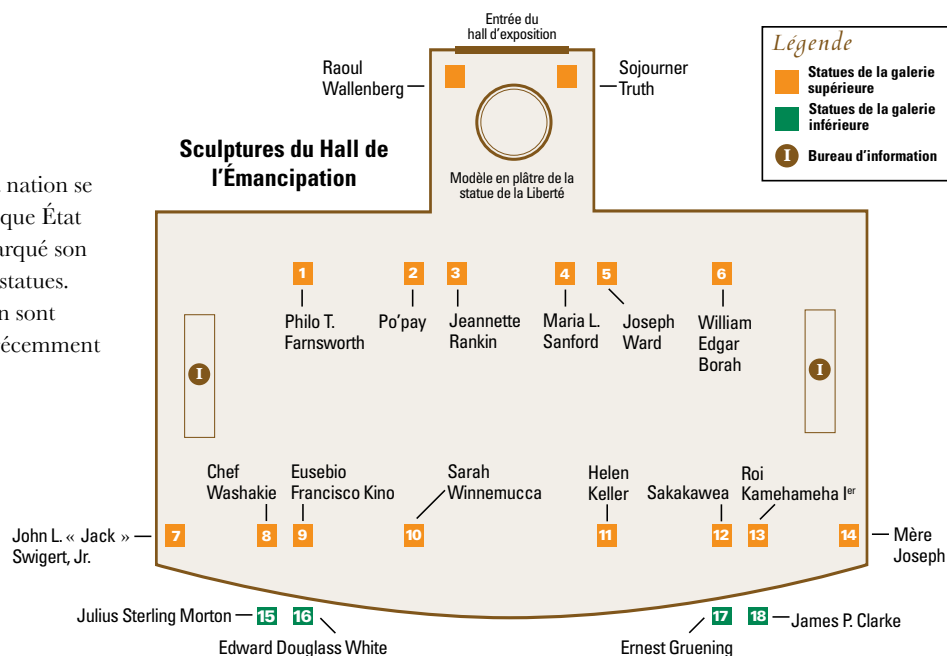 Entrée du
hall d'exposition
Raoul
Wallenberg
Sojourner
Truth
Légende
Statues de la galerie
supérieure
Statues de la galerie
inférieure
I Bureau d'information
Sculptures du Hall de
l'Émancipation
Modèle en plâtre de la
statue de la Liberté
nation se
que État
arqué son
statues.
n sont
écemment
1
2
3
4
5
6
Philo T.
Farnsworth
Po'pay
Jeannette
Rankin
Maria L.
Sanford
Joseph
Ward
William
Edgar
Borah
I
I
Chef
Washakie
Eusebio
Francisco Kino
Sarah
Winnemucca
Helen
Keller
Sakakawea
Roi
Kamehameha Ier
John L. « Jack »
Swigert, Jr.
7
8
9
10
11
12
13
14
Mère
Joseph
Julius Sterling Morton
15
16
Edward Douglass White
17
18
James P. Clarke
Ernest Gruening